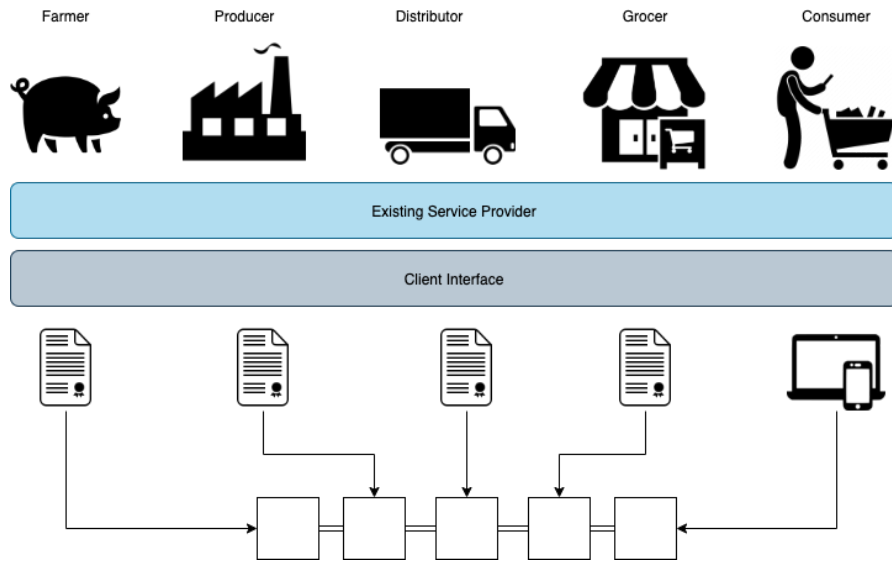 Farmer
Producer
Distributor
Grocer
Consumer
Existing Service Provider
Client Interface